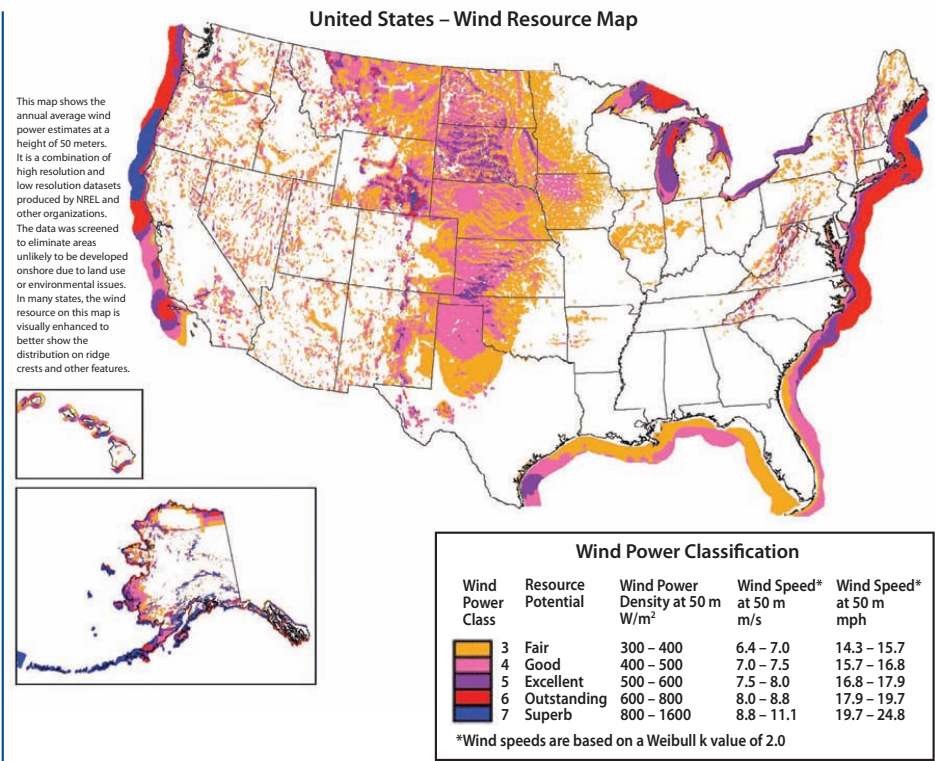 United States – Wind Resource Map
This map shows the
annual average wind
power estimates at a
height of 50 meters.
It is a combination of
high resolution and
low resolution datasets
produced by NREL and
other organizations.
The data was screened
to eliminate areas
unlikely to be developed
onshore due to land use
or environmental issues.
In many states, the wind
resource on this map is
visually enhanced to
better show the
distribution on ridge
crests and other features.
Wind Power Classification
Wind Power Class Resource Potential Wind Power Density at 50 m W/m² Wind Speed* at 50 m m/s Wind Speed* at 50 m mph
3 Fair 300 – 400 6.4 – 7.0 14.3 – 15.7
4 Good 400 – 500 7.0 – 7.5 15.7 – 16.8
5 Excellent 500 – 600 7.5 – 8.0 16.8 – 17.9
6 Outstanding 600 – 800 8.0 – 8.8 17.9 – 19.7
7 Superb 800 – 1600 8.8 – 11.1 19.7 – 24.8
*Wind speeds are based on a Weibull k value of 2.0